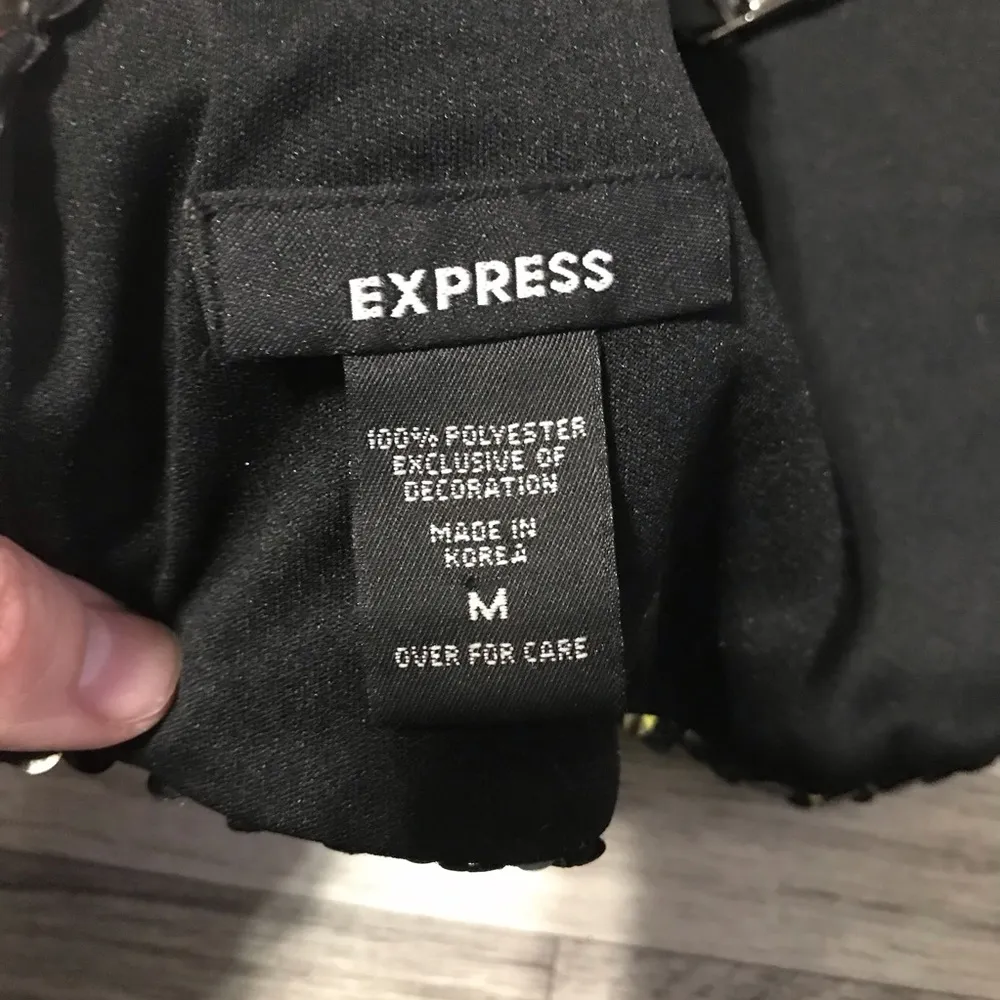 EXPRESS
100% POLYESTER
EXCLUSIVE OF
DECORATION
MADE IN
KOREA
M
OVER FOR CARE